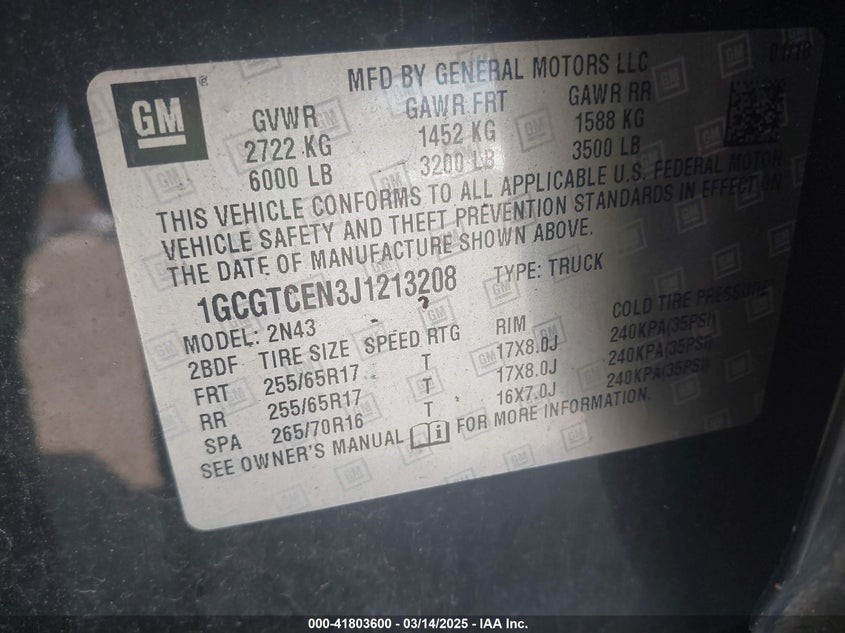 01/18
MFD BY GENERAL MOTORS LLC
GM®
GVWR GAWR FRT GAWR RR
2722 KG 1452 KG 1588 KG
6000 LB 3200 LB 3500 LB
THIS VEHICLE CONFORMS TO ALL APPLICABLE U.S. FEDERAL MOTOR
VEHICLE SAFETY AND THEFT PREVENTION STANDARDS IN EFFECT ON
THE DATE OF MANUFACTURE SHOWN ABOVE.
1GCGTCEN3J1213208 TYPE: TRUCK
MODEL: 2N43
2BDF TIRE SIZE SPEED RTG RIM COLD TIRE PRESSURE
FRT 255/65R17 T 17X8.0J 240KPA(35PSI)
RR 255/65R17 T 17X8.0J 240KPA(35PSI)
SPA 265/70R16 T 16X7.0J 240KPA(35PSI)
SEE OWNER'S MANUAL i FOR MORE INFORMATION.
000-41803600 - 03/14/2025 - IAA Inc.